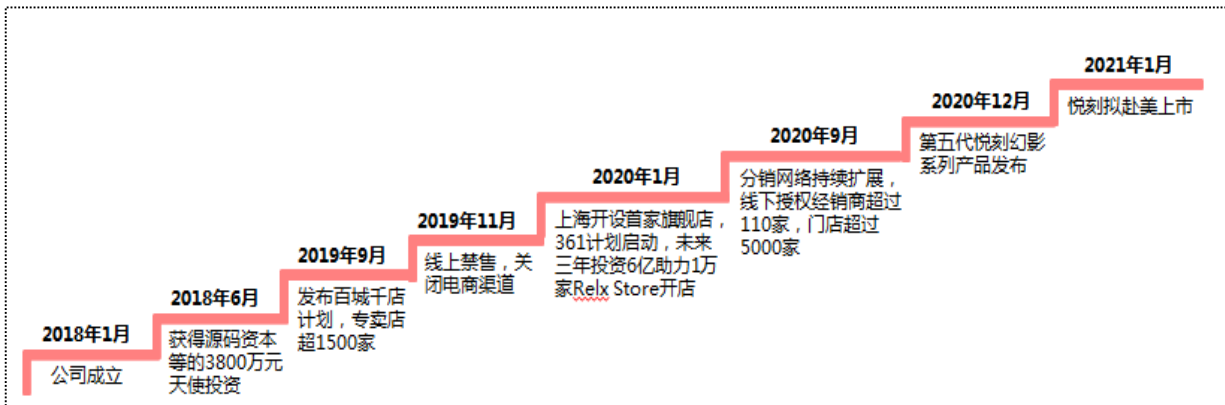 2018年1月
公司成立
2018年6月
获得源码资本
等的3800万元
天使投资
2019年9月
发布百城千店
计划，专卖店
超1500家
2019年11月
线上禁售，关
闭电商渠道
2020年1月
上海开设首家旗舰店，
361计划启动，未来
三年投资6亿助力1万
家Relx Store开店
2020年9月
分销网络持续扩展，
线下授权经销商超过
110家，门店超过
5000家
2020年12月
第五代悦刻幻影
系列产品发布
2021年1月
悦刻拟赴美上市